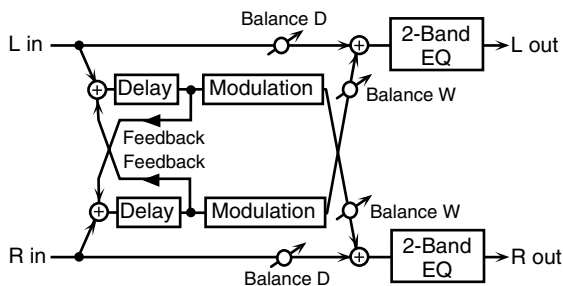 Balance D
L in
2-Band
EQ
L out
Delay
Modulation
Balance W
Feedback
Feedback
Delay
Modulation
Balance W
R in
Balance D
2-Band
EQ
R out